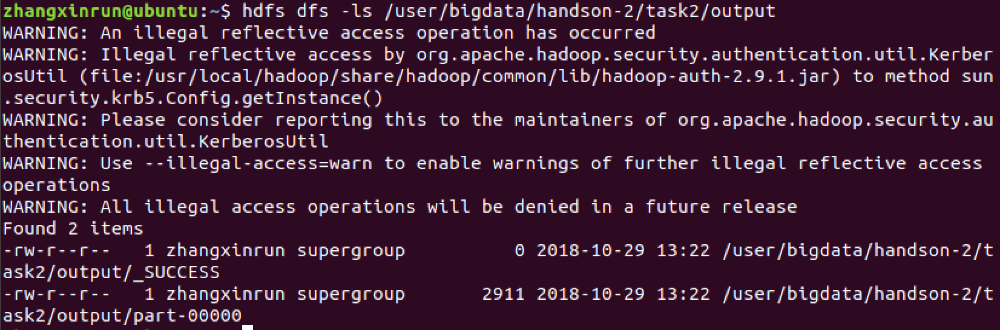 zhangxinrun@ubuntu:~$ hdfs dfs -ls /user/bigdata/handson-2/task2/output
WARNING: An illegal reflective access operation has occurred
WARNING: Illegal reflective access by org.apache.hadoop.security.authentication.util.Kerber
osUtil (file:/usr/local/hadoop/share/hadoop/common/lib/hadoop-auth-2.9.1.jar) to method sun
.security.krb5.Config.getInstance()
WARNING: Please consider reporting this to the maintainers of org.apache.hadoop.security.au
thentication.util.KerberosUtil
WARNING: Use --illegal-access=warn to enable warnings of further illegal reflective access
operations
WARNING: All illegal access operations will be denied in a future release
Found 2 items
-rw-r--r--   1 zhangxinrun supergroup          0 2018-10-29 13:22 /user/bigdata/handson-2/t
ask2/output/_SUCCESS
-rw-r--r--   1 zhangxinrun supergroup       2911 2018-10-29 13:22 /user/bigdata/handson-2/t
ask2/output/part-00000